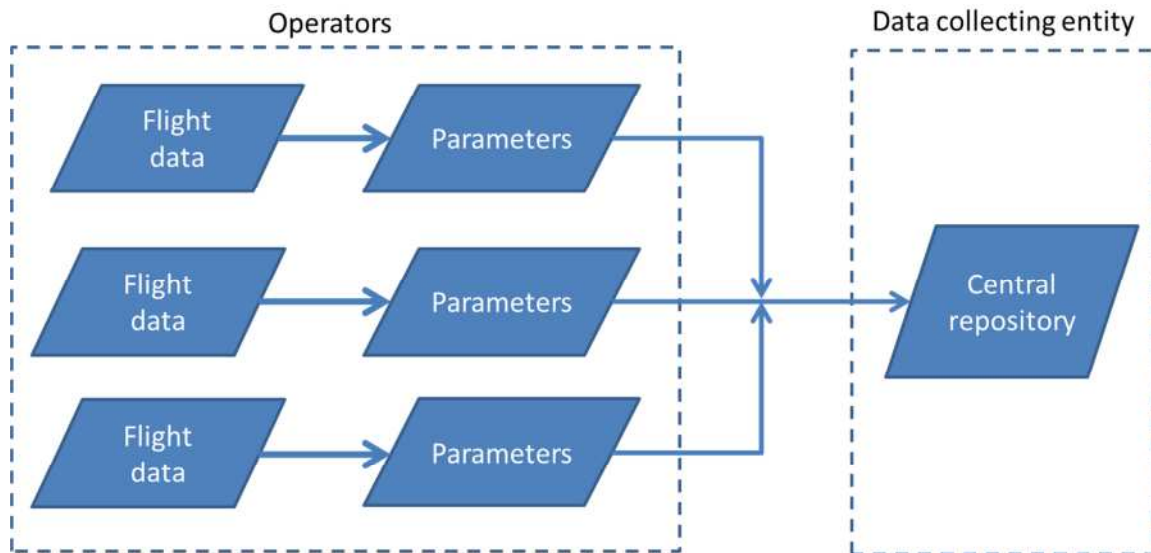 Operators
Data collecting entity
Flight
data
Parameters
Flight
data
Parameters
Central
repository
Flight
data
Parameters